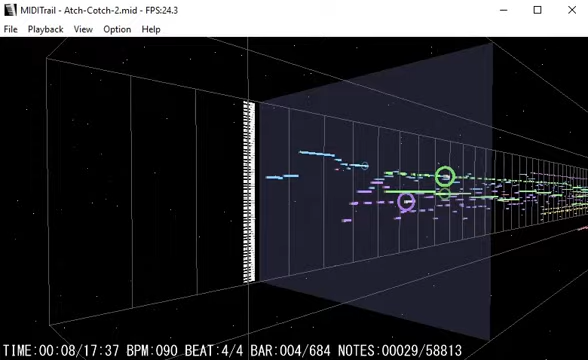 MIDITrail - Atch-Cotch-2.mid - FPS:24.3
File Playback View Option Help
TIME:00:08/17:37 BPM:090 BEAT:4/4 BAR:004/684 NOTES:00029/58813